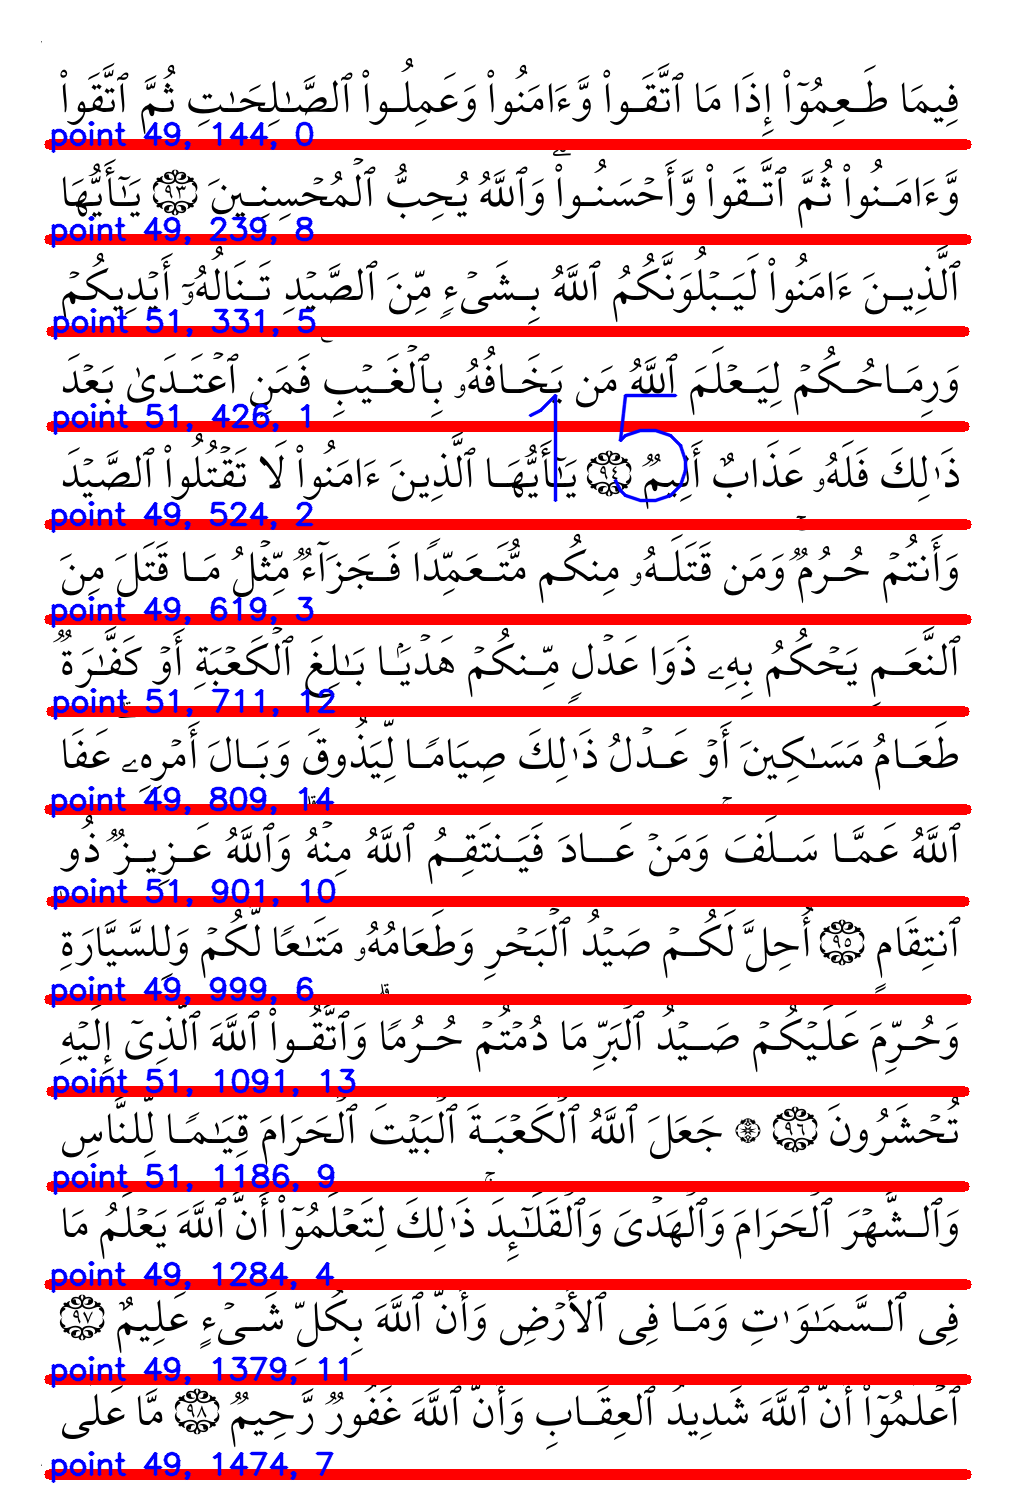 فِيمَا طَعِمُوٓا۟ إِذَا مَا ٱتَّقَوا۟ وَّءَامَنُوا۟ وَعَمِلُوا۟ ٱلصَّـٰلِحَـٰتِ ثُمَّ ٱتَّقَوا۟
point 49, 144, 0
وَّءَامَنُوا۟ ثُمَّ ٱتَّقَوا۟ وَّأَحْسَنُوا۟ۗ وَٱللَّهُ يُحِبُّ ٱلْمُحْسِنِينَ ٩٣ يَـٰٓأَيُّهَا
point 49, 239, 8
ٱلَّذِينَ ءَامَنُوا۟ لَيَبْلُوَنَّكُمُ ٱللَّهُ بِشَىْءٍ مِّنَ ٱلصَّيْدِ تَنَالُهُۥٓ أَيْدِيكُمْ
point 51, 331, 5
وَرِمَاحُكُمْ لِيَعْلَمَ ٱللَّهُ مَن يَخَافُهُۥ بِٱلْغَيْبِ فَمَنِ ٱعْتَدَىٰ بَعْدَ
point 51, 426, 1
15
ذَٰلِكَ فَلَهُۥ عَذَابٌ أَلِيمٌ ٩٤ يَـٰٓأَيُّهَا ٱلَّذِينَ ءَامَنُوا۟ لَا تَقْتُلُوا۟ ٱلصَّيْدَ
point 49, 524, 2
وَأَنتُمْ حُرُمٌ وَمَن قَتَلَهُۥ مِنكُم مُّتَعَمِّدًا فَجَزَآءٌ مِّثْلُ مَا قَتَلَ مِنَ
point 49, 619, 3
ٱلنَّعَمِ يَحْكُمُ بِهِۦ ذَوَا عَدْلٍ مِّنكُمْ هَدْيًۢا بَـٰلِغَ ٱلْكَعْبَةِ أَوْ كَفَّـٰرَةٌ
point 51, 711, 12
طَعَامُ مَسَـٰكِينَ أَوْ عَدْلُ ذَٰلِكَ صِيَامًا لِّيَذُوقَ وَبَالَ أَمْرِهِۦ عَفَا
point 49, 809, 14
ٱللَّهُ عَمَّا سَلَفَ وَمَنْ عَادَ فَيَنتَقِمُ ٱللَّهُ مِنْهُ وَٱللَّهُ عَزِيزٌ ذُو
point 51, 901, 10
ٱنتِقَامٍ ٩٥ أُحِلَّ لَكُمْ صَيْدُ ٱلْبَحْرِ وَطَعَامُهُۥ مَتَـٰعًا لَّكُمْ وَلِلسَّيَّارَةِ
point 49, 999, 6
وَحُرِّمَ عَلَيْكُمْ صَيْدُ ٱلْبَرِّ مَا دُمْتُمْ حُرُمًا وَٱتَّقُوا۟ ٱللَّهَ ٱلَّذِىٓ إِلَيْهِ
point 51, 1091, 13
تُحْشَرُونَ ٩٦ ۞ جَعَلَ ٱللَّهُ ٱلْكَعْبَةَ ٱلْبَيْتَ ٱلْحَرَامَ قِيَـٰمًا لِّلنَّاسِ
point 51, 1186, 9
وَٱلشَّهْرَ ٱلْحَرَامَ وَٱلْهَدْىَ وَٱلْقَلَـٰٓئِدَ ذَٰلِكَ لِتَعْلَمُوٓا۟ أَنَّ ٱللَّهَ يَعْلَمُ مَا
point 49, 1284, 4
فِى ٱلسَّمَـٰوَٰتِ وَمَا فِى ٱلْأَرْضِ وَأَنَّ ٱللَّهَ بِكُلِّ شَىْءٍ عَلِيمٌ ٩٧
point 49, 1379, 11
ٱعْلَمُوٓا۟ أَنَّ ٱللَّهَ شَدِيدُ ٱلْعِقَابِ وَأَنَّ ٱللَّهَ غَفُورٌ رَّحِيمٌ ٩٨ مَّا عَلَى
point 49, 1474, 7